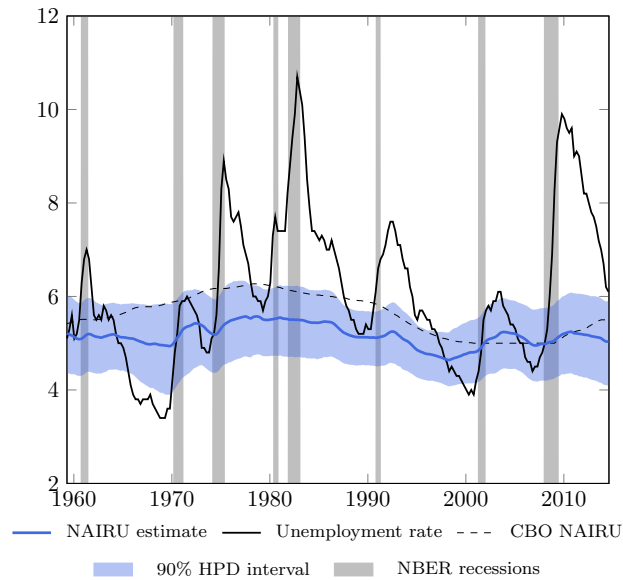 12
10
8
6
4
2
1960 1970 1980 1990 2000 2010
NAIRU estimate Unemployment rate CBO NAIRU
90% HPD interval NBER recessions